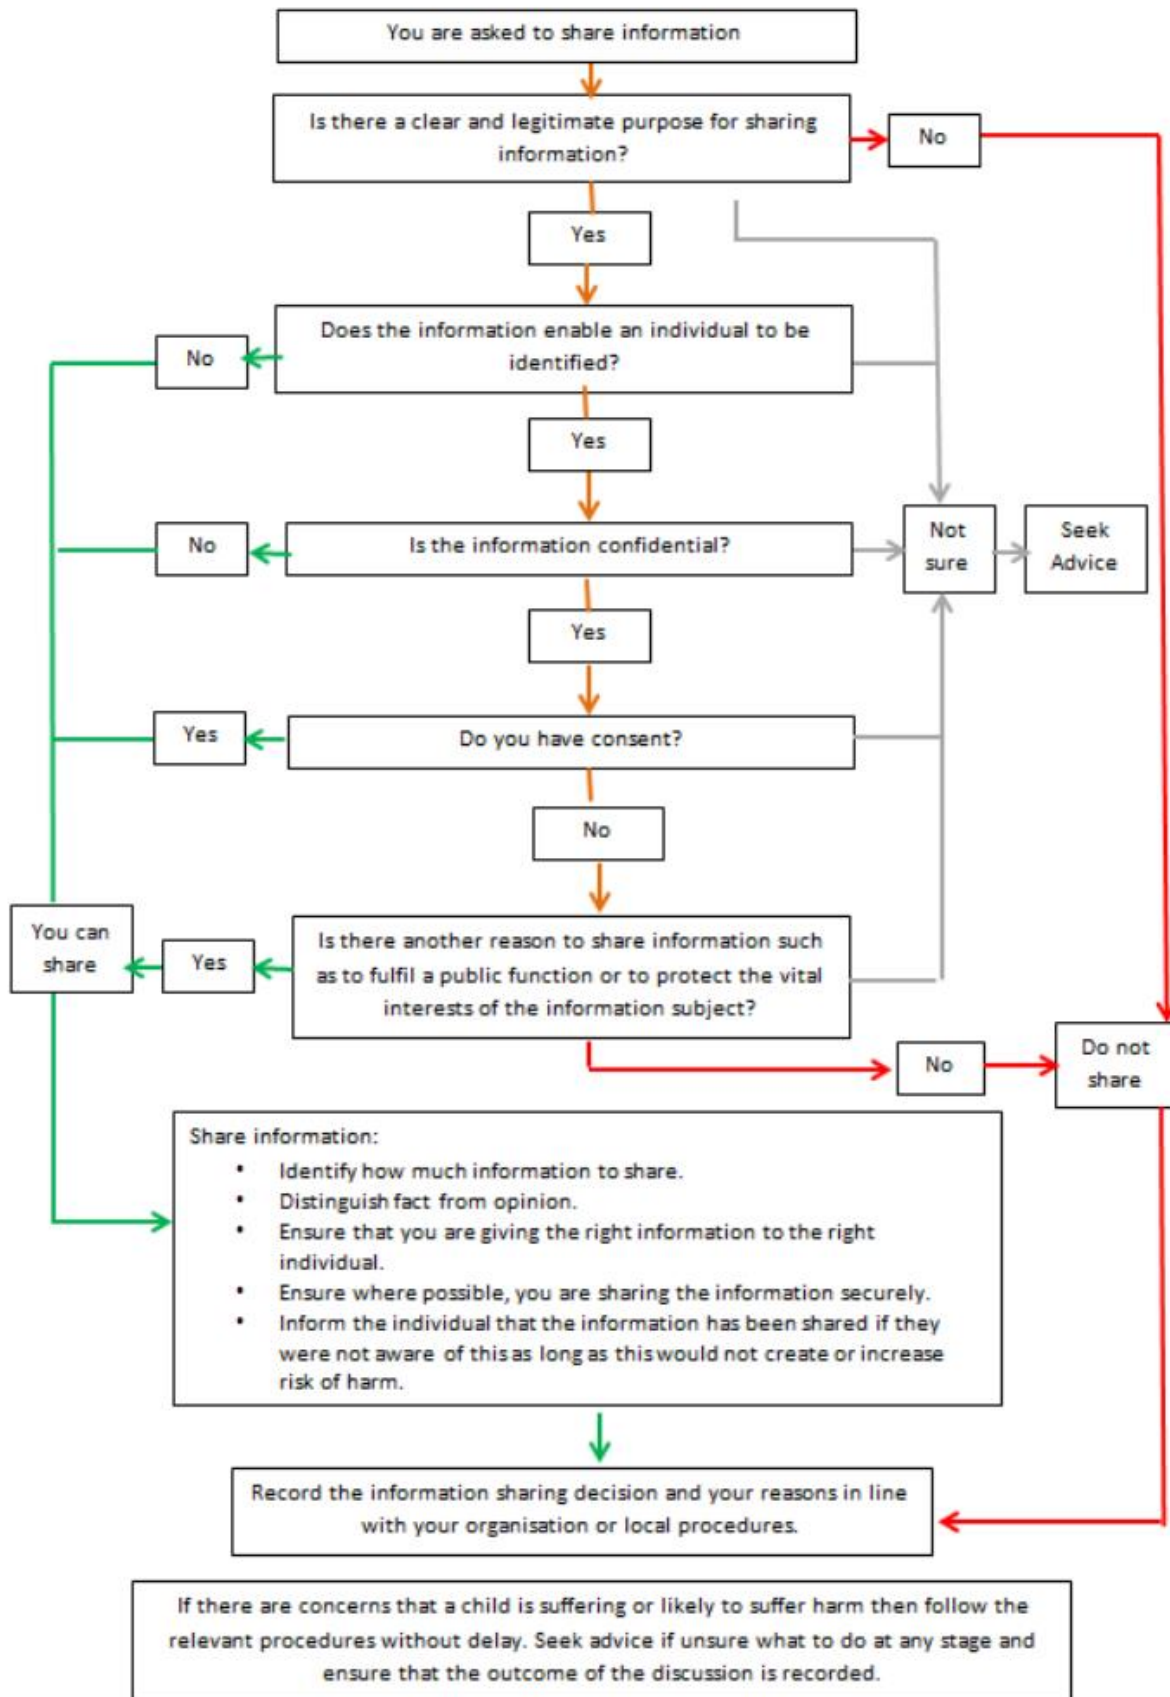 You are asked to share information
Is there a clear and legitimate purpose for sharing
information?
No
Yes
Does the information enable an individual to be
identified?
No
Yes
Is the information confidential?
No
Not
sure
Seek
Advice
Yes
Do you have consent?
Yes
No
Is there another reason to share information such
as to fulfil a public function or to protect the vital
interests of the information subject?
Yes
You can
share
No
Do not
share
Share information:
• Identify how much information to share.
• Distinguish fact from opinion.
• Ensure that you are giving the right information to the right
individual.
• Ensure where possible, you are sharing the information securely.
• Inform the individual that the information has been shared if they
were not aware of this as long as this would not create or increase
risk of harm.
Record the information sharing decision and your reasons in line
with your organisation or local procedures.
If there are concerns that a child is suffering or likely to suffer harm then follow the
relevant procedures without delay. Seek advice if unsure what to do at any stage and
ensure that the outcome of the discussion is recorded.